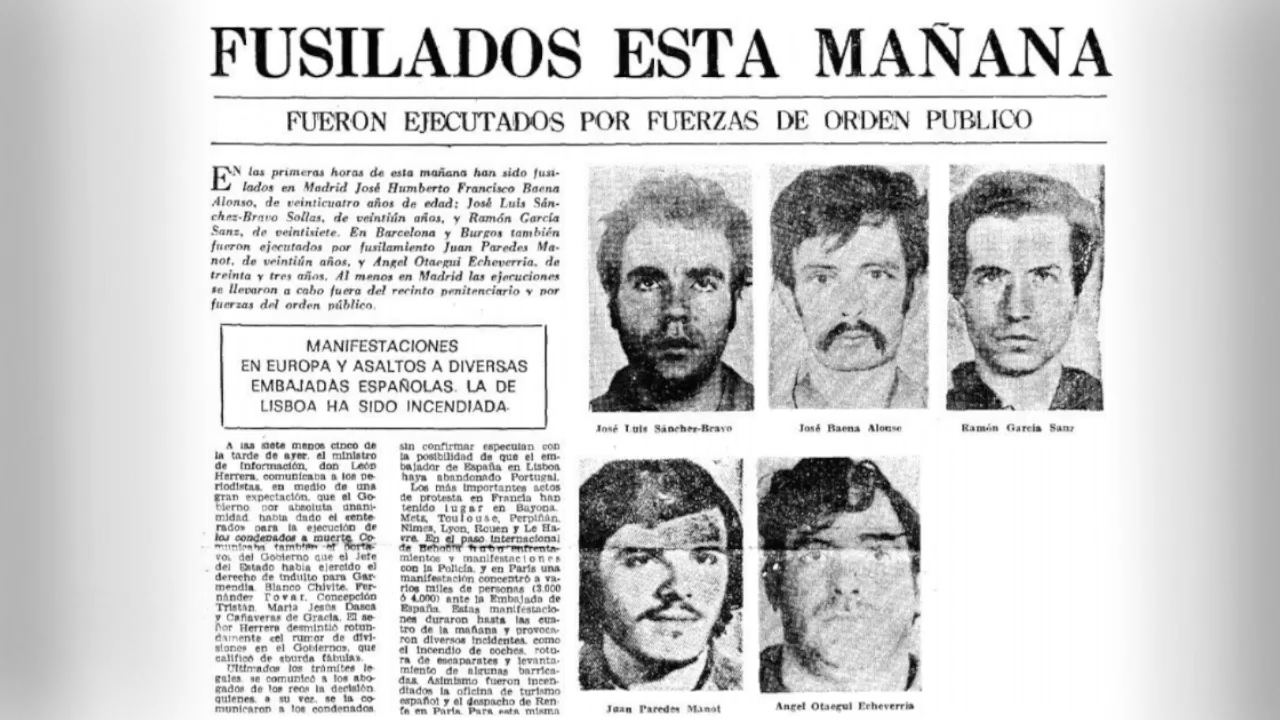 FUSILADOS ESTA MAÑANA
FUERON EJECUTADOS POR FUERZAS DE ORDEN PUBLICO
EN las primeras horas de esta mañana han sido fusi-
lados en Madrid José Humberto Francisco Baena
Alonso, de veinticuatro años de edad; José Luis Sán-
chez-Bravo Sollas, de veintiún años, y Ramón García
Sanz, de veintisiete. En Barcelona y Burgos también
fueron ejecutados por fusilamiento Juan Paredes Ma-
not, de veintiún años, y Angel Otaegui Echeverría, de
treinta y tres años. Al menos en Madrid las ejecuciones
se llevaron a cabo fuera del recinto penitenciario y por
fuerzas del orden público.
MANIFESTACIONES
EN EUROPA Y ASALTOS A DIVERSAS
EMBAJADAS ESPAÑOLAS. LA DE
LISBOA HA SIDO INCENDIADA.
A las siete menos cinco de
la tarde de ayer, el ministro
de Información, don León
Herrera, comunicaba a los pe-
riodistas, en medio de una
gran expectación, que el Go-
bierno por absoluta unani-
midad había dado el «ente-
rado» para la ejecución de
los condenados a muerte. Co-
municaba también el porta-
voz del Gobierno que el Jefe
del Estado había ejercido el
derecho de indulto para Gar-
mendia, Blanco Chivite, Fer-
nández Tovar, Concepción
Tristán, María Jesús Dasca
y Cañaveras de Gracia. El se-
ñor Herrera desmintió rotun-
damente «el rumor de divi-
siones en el Gobierno», que
calificó de «burda fábula».
Ultimados los trámites le-
gales, se comunicó a los abo-
gados de los reos la decisión,
quienes, a su vez, se la co-
municaron a los condenados.
sin confirmar especulan con
la posibilidad de que el em-
bajador de España en Lisboa
haya abandonado Portugal.
Los más importantes actos
de protesta en Francia han
tenido lugar en Bayona,
Metz, Toulouse, Perpiñán,
Nimes, Lyon, Rouen y Le Ha-
vre. En el paso internacional
de Behobia hubo enfrenta-
mientos y manifestaciones
con la Policía, y en París una
manifestación concentró a va-
rios miles de personas (3.000
ó 4.000) ante la Embajada de
España. Estas manifestacio-
nes duraron hasta las cua-
tro de la mañana y provoca-
ron diversos incidentes, como
el incendio de coches, rotu-
ra de escaparates y levanta-
miento de algunas barrica-
das. Asimismo fueron incen-
diados la oficina de turismo
español y el despacho de Ren-
fe en París. Para esta misma
José Luis Sánchez-Bravo
José Baena Alonso
Ramón García Sanz
Juan Paredes Manot
Angel Otaegui Echeverría